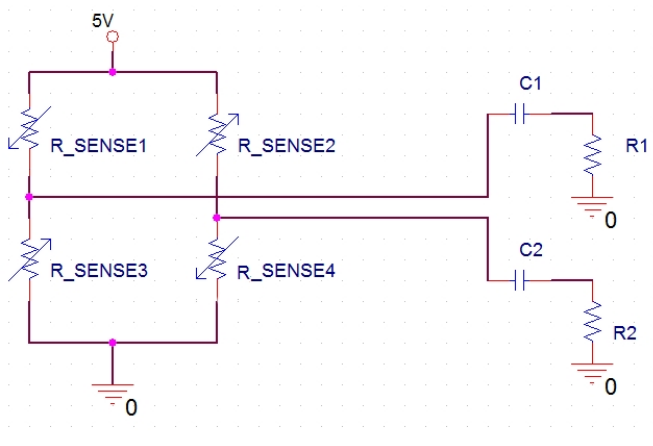 5V
C1
R_SENSE1
R_SENSE2
R1
0
R_SENSE3
R_SENSE4
C2
R2
0
0